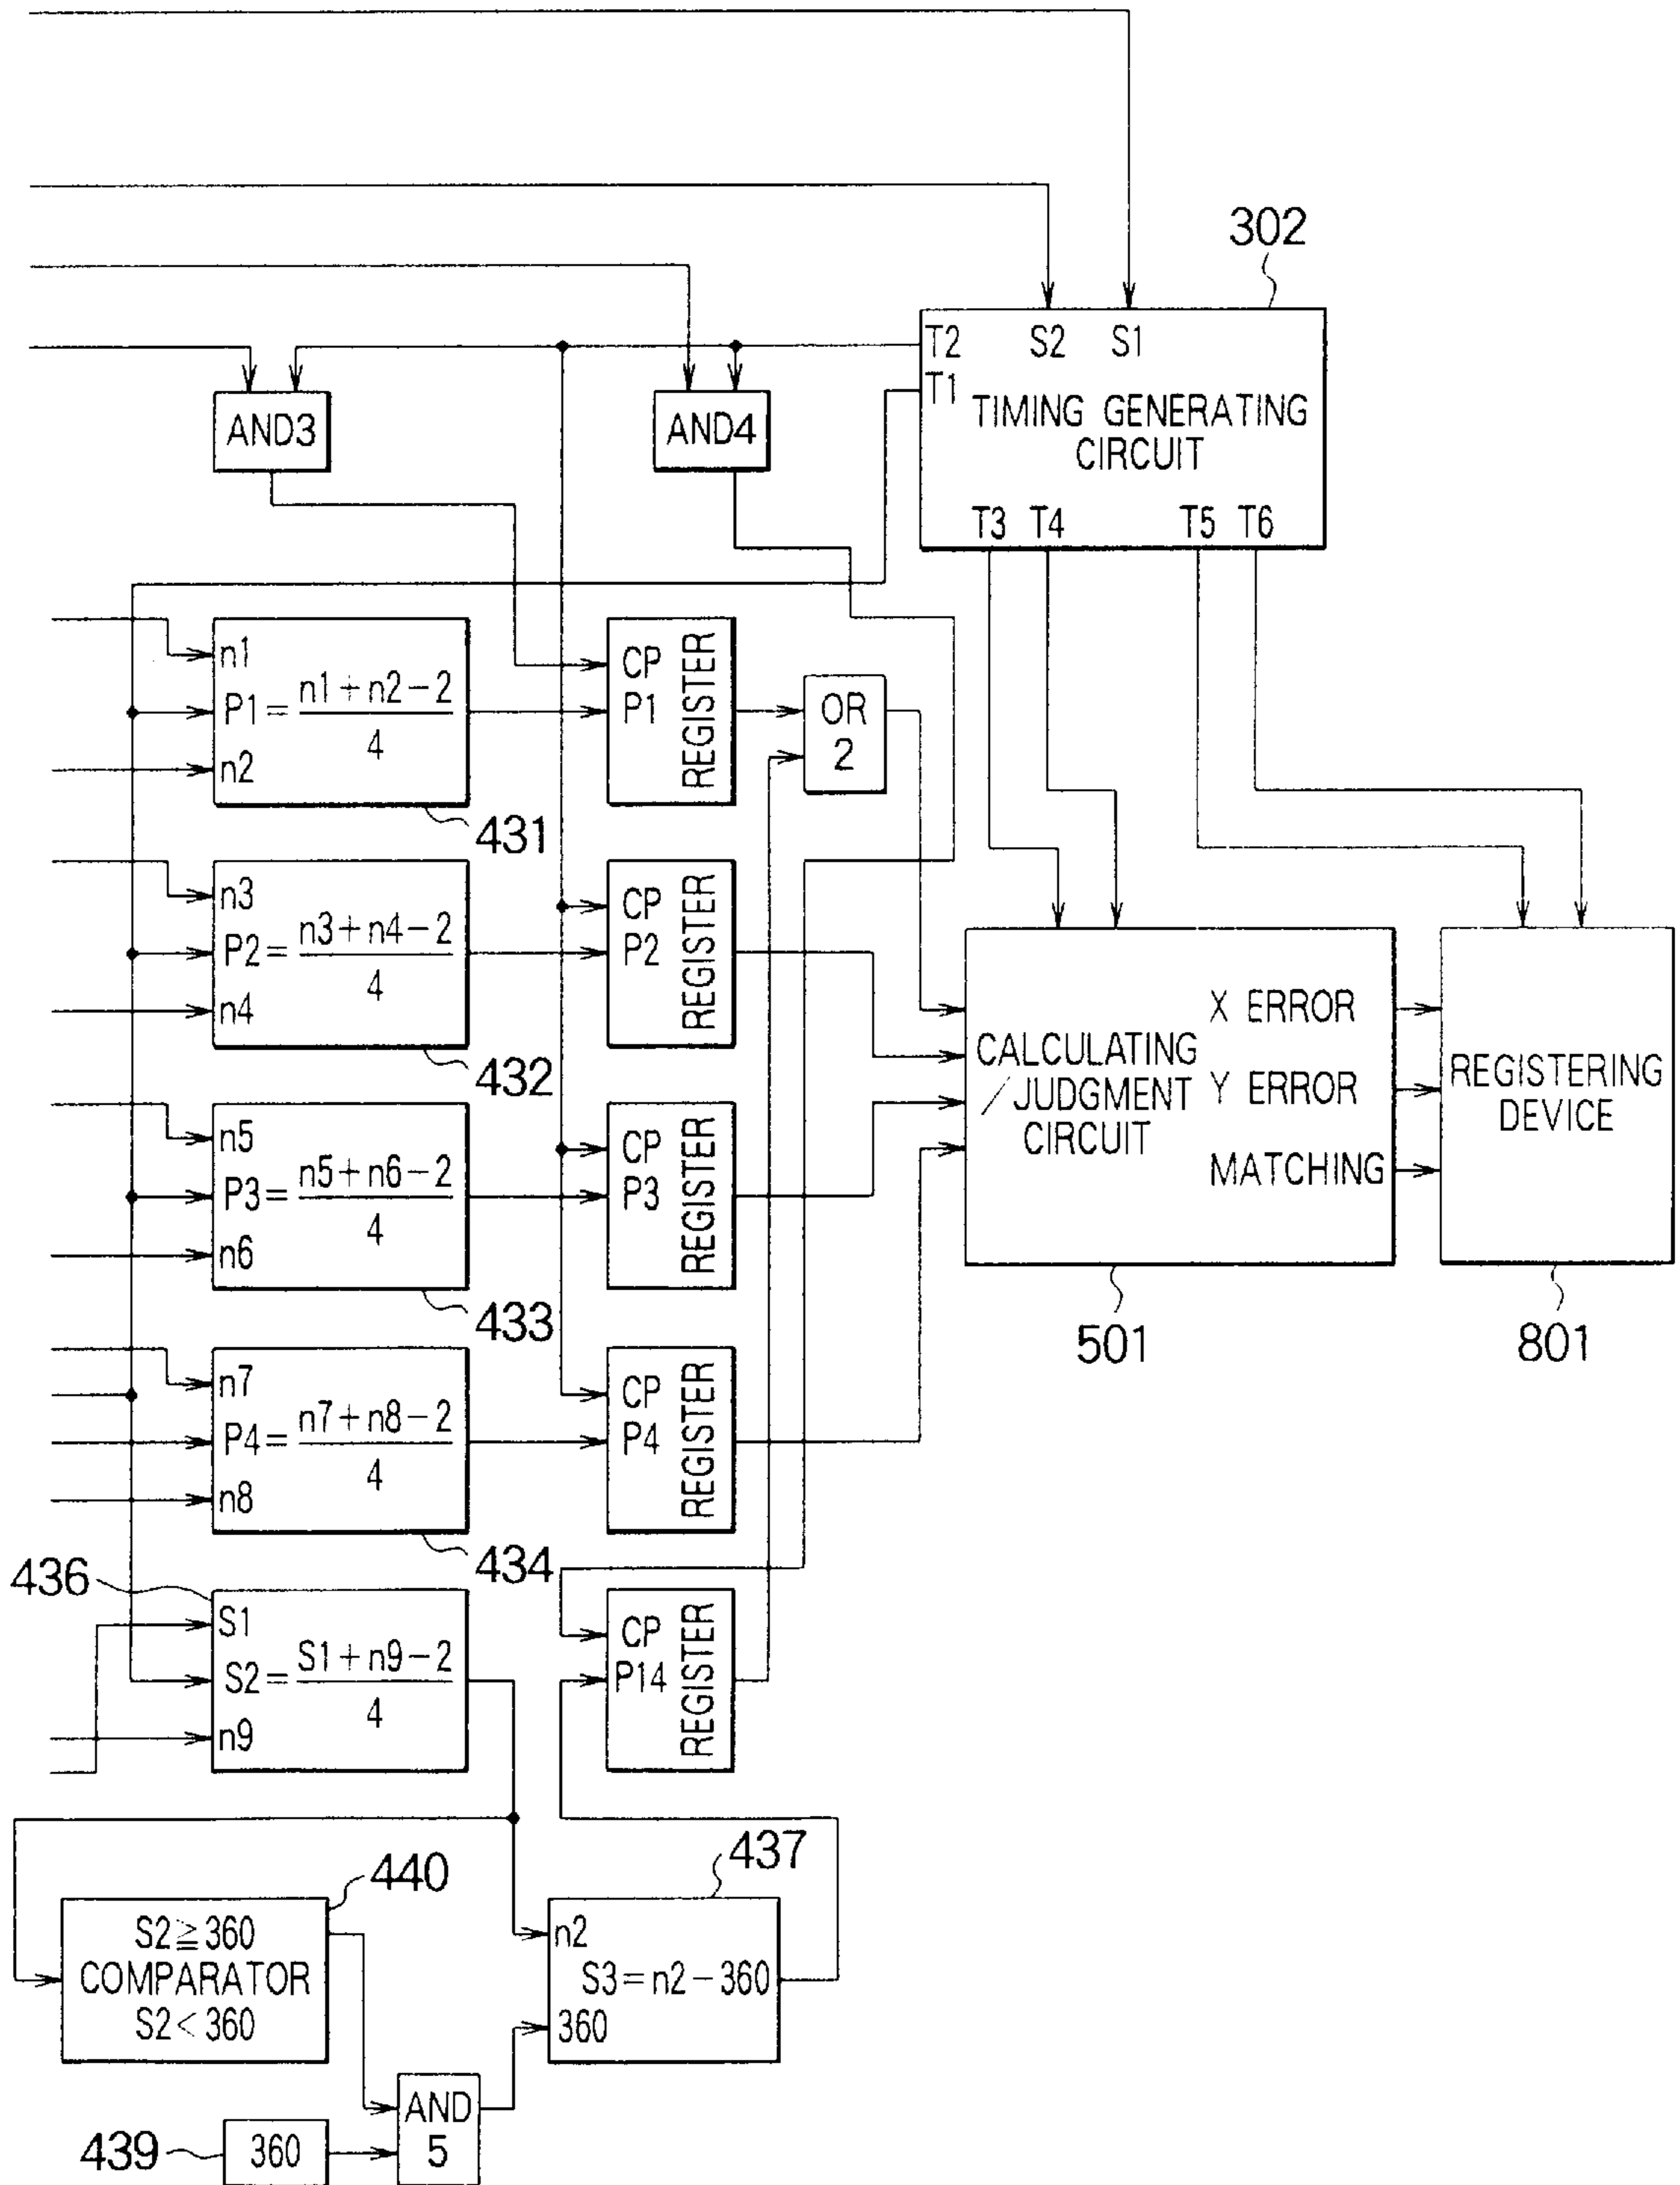 302
T2 S2 S1
T1
TIMING GENERATING
CIRCUIT
T3 T4 T5 T6
AND3
AND4
n1
P1 = n1+n2-2
4
n2
431
CP
P1
REGISTER
OR
2
n3
P2 = n3+n4-2
4
n4
432
CP
P2
REGISTER
n5
P3 = n5+n6-2
4
n6
433
CP
P3
REGISTER
n7
P4 = n7+n8-2
4
n8
434
CP
P4
REGISTER
CALCULATING
/JUDGMENT
CIRCUIT
X ERROR
Y ERROR
MATCHING
501
REGISTERING
DEVICE
801
436
S1
S2 = S1+n9-2
4
n9
CP
P14
REGISTER
440
S2≧360
COMPARATOR
S2<360
437
n2
S3=n2-360
360
AND
5
439
360